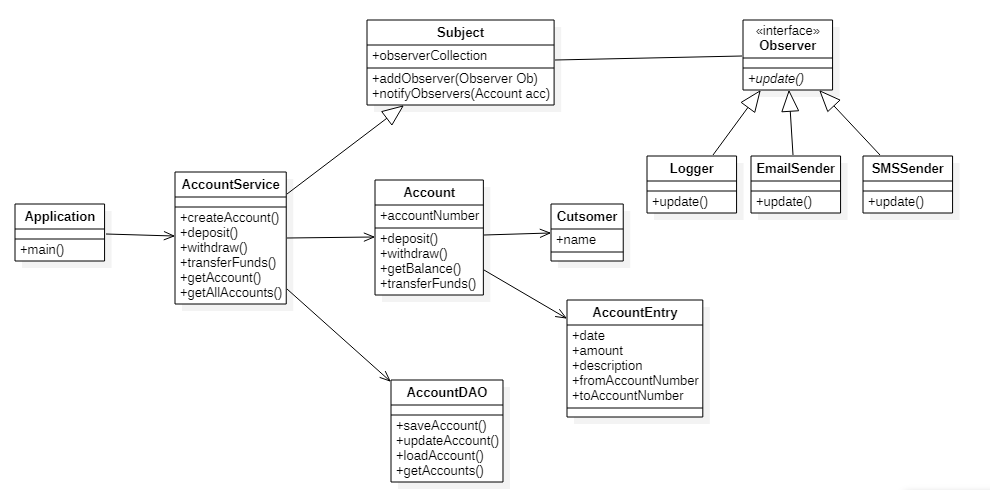 Subject
+observerCollection
+addObserver(Observer Ob)
+notifyObservers(Account acc)
«interface»
Observer
+update()
Logger
+update()
EmailSender
+update()
SMSSender
+update()
Application
+main()
AccountService
+createAccount()
+deposit()
+withdraw()
+transferFunds()
+getAccount()
+getAllAccounts()
Account
+accountNumber
+deposit()
+withdraw()
+getBalance()
+transferFunds()
Cutsomer
+name
AccountEntry
+date
+amount
+description
+fromAccountNumber
+toAccountNumber
AccountDAO
+saveAccount()
+updateAccount()
+loadAccount()
+getAccounts()